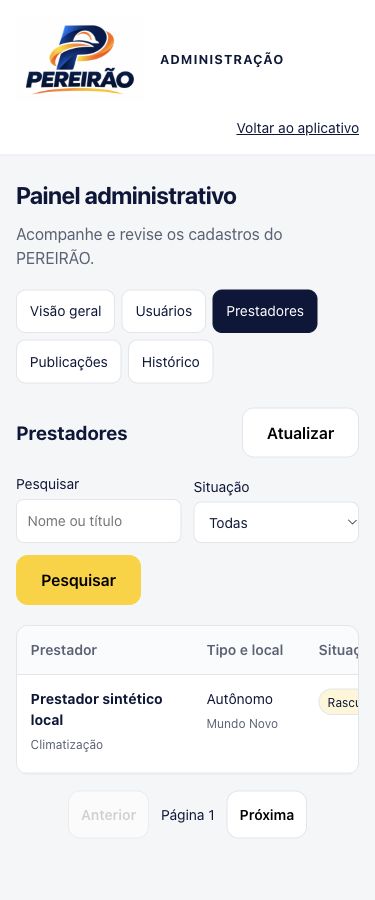 PEREIRÃO
ADMINISTRAÇÃO
Voltar ao aplicativo
Painel administrativo
Acompanhe e revise os cadastros do
PEREIRÃO.
Visão geral
Usuários
Prestadores
Publicações
Histórico
Prestadores
Atualizar
Pesquisar
Situação
Nome ou título
Todas
Pesquisar
Prestador
Tipo e local
Prestador sintético
local
Climatização
Autônomo
Mundo Novo
Anterior
Página 1
Próxima